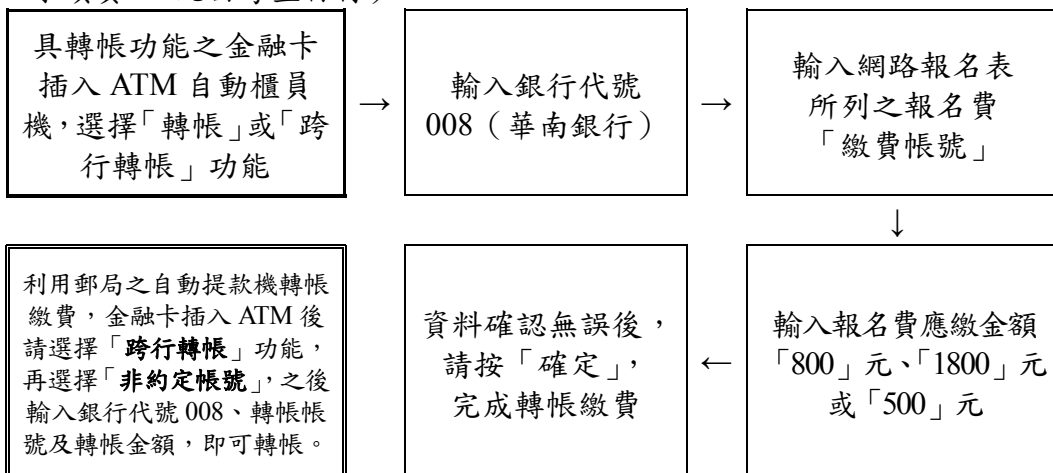 具轉帳功能之金融卡
插入 ATM 自動櫃員
機，選擇「轉帳」或「跨
行轉帳」功能
→
輸入銀行代號
008（華南銀行）
→
輸入網路報名表
所列之報名費
「繳費帳號」
↓
輸入報名費應繳金額
「800」元、「1800」元
或「500」元
←
資料確認無誤後，
請按「確定」，
完成轉帳繳費
利用郵局之自動提款機轉帳
繳費，金融卡插入 ATM 後
請選擇「跨行轉帳」功能，
再選擇「非約定帳號」，之後
輸入銀行代號 008、轉帳帳
號及轉帳金額，即可轉帳。